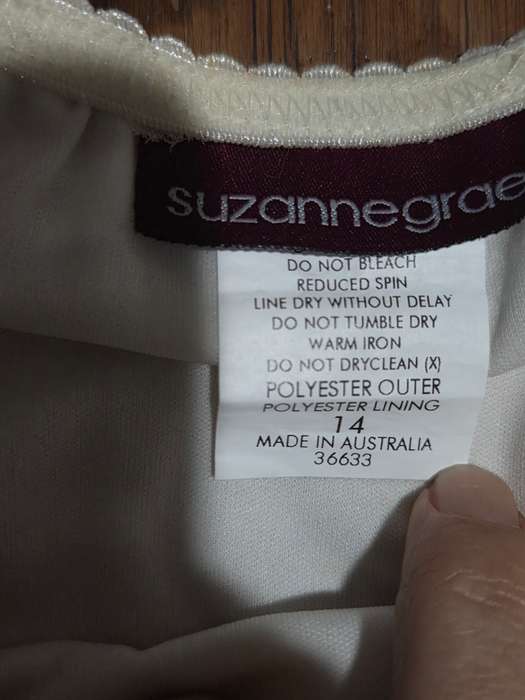 suzannegrae
DO NOT BLEACH
REDUCED SPIN
LINE DRY WITHOUT DELAY
DO NOT TUMBLE DRY
WARM IRON
DO NOT DRYCLEAN (X)
POLYESTER OUTER
POLYESTER LINING
14
MADE IN AUSTRALIA
36633